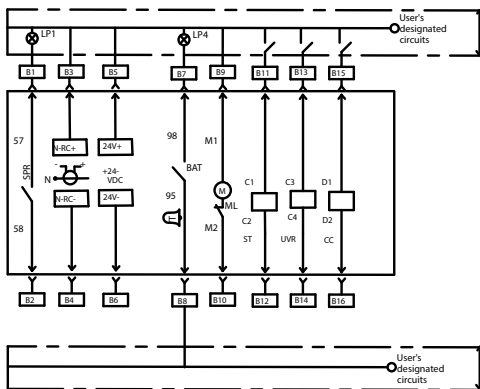 LP1
LP4
User's
designated
circuits
B1
B3
B5
B7
B9
B11
B13
B15
57
SPR
58
N-RC+
-
+
N
N-RC-
24V+
+24-
VDC
24V-
98
BAT
95
M1
M
ML
M2
C1
C2
ST
C3
C4
UVR
D1
D2
CC
B2
B4
B6
B8
B10
B12
B14
B16
User's
designated
circuits